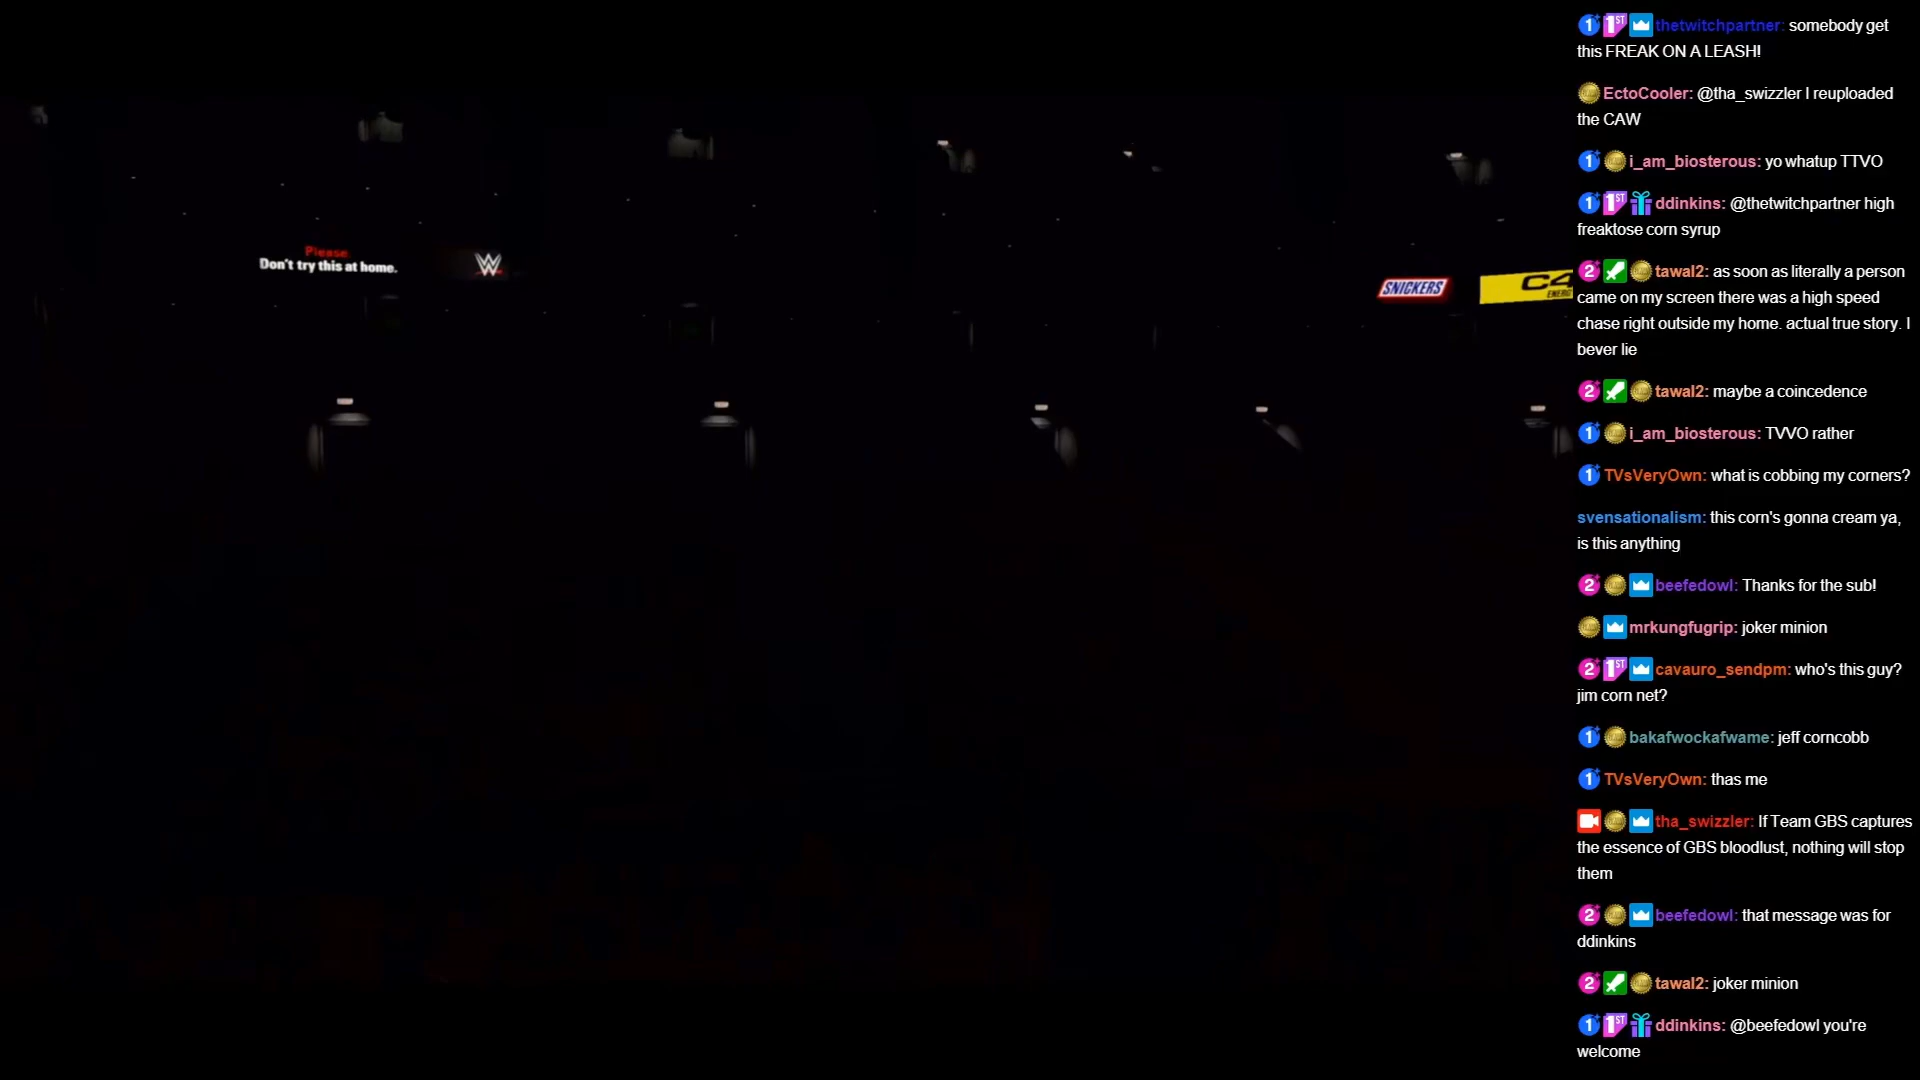 Please.
Don't try this at home.
W
SNICKERS
C4
ENERGY
thetwitchpartner: somebody get
this FREAK ON A LEASH!
EctoCooler: @tha_swizzler I reuploaded
the CAW
i_am_biosterous: yo whatup TTVO
ddinkins: @thetwitchpartner high
freaktose corn syrup
tawal2: as soon as literally a person
came on my screen there was a high speed
chase right outside my home. actual true story. I
bever lie
tawal2: maybe a coincedence
i_am_biosterous: TVVO rather
TVsVeryOwn: what is cobbing my corners?
svensationalism: this corn's gonna cream ya,
is this anything
beefedowl: Thanks for the sub!
mrkungfugrip: joker minion
cavauro_sendpm: who's this guy?
jim corn net?
bakafwockafwame: jeff corncobb
TVsVeryOwn: thas me
tha_swizzler: If Team GBS captures
the essence of GBS bloodlust, nothing will stop
them
beefedowl: that message was for
ddinkins
tawal2: joker minion
ddinkins: @beefedowl you're
welcome